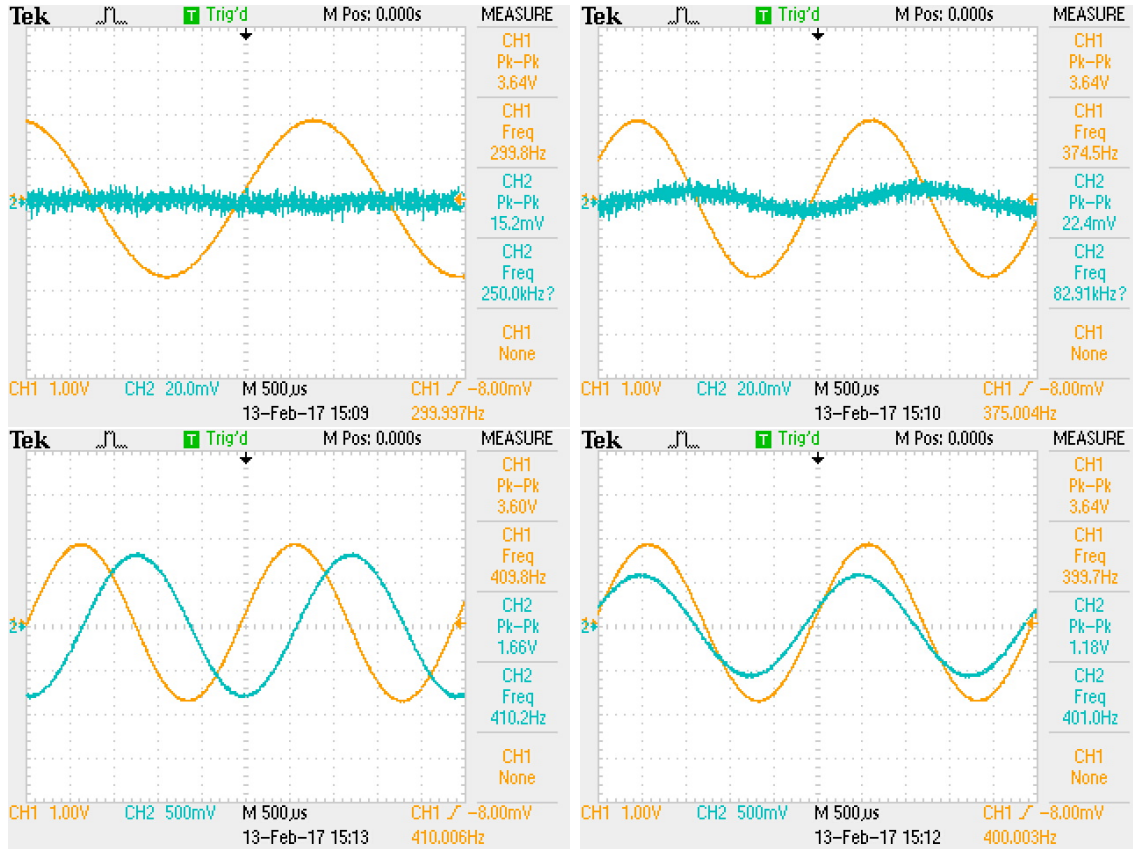 Tek T Trig'd M Pos: 0.000s MEASURE
CH1
Pk-Pk
3.64V
CH1
Freq
299.8Hz
CH2
Pk-Pk
15.2mV
CH2
Freq
250.0kHz?
CH1
None
2
CH1 1.00V CH2 20.0mV M 500µs CH1 -8.00mV
13-Feb-17 15:09 299.997Hz
Tek T Trig'd M Pos: 0.000s MEASURE
CH1
Pk-Pk
3.64V
CH1
Freq
374.5Hz
CH2
Pk-Pk
22.4mV
CH2
Freq
82.91kHz?
CH1
None
2
CH1 1.00V CH2 20.0mV M 500µs CH1 -8.00mV
13-Feb-17 15:10 375.004Hz
Tek T Trig'd M Pos: 0.000s MEASURE
CH1
Pk-Pk
3.60V
CH1
Freq
409.8Hz
CH2
Pk-Pk
1.66V
CH2
Freq
410.2Hz
CH1
None
2
CH1 1.00V CH2 500mV M 500µs CH1 -8.00mV
13-Feb-17 15:13 410.006Hz
Tek T Trig'd M Pos: 0.000s MEASURE
CH1
Pk-Pk
3.64V
CH1
Freq
399.7Hz
CH2
Pk-Pk
1.18V
CH2
Freq
401.0Hz
CH1
None
2
CH1 1.00V CH2 500mV M 500µs CH1 -8.00mV
13-Feb-17 15:12 400.003Hz